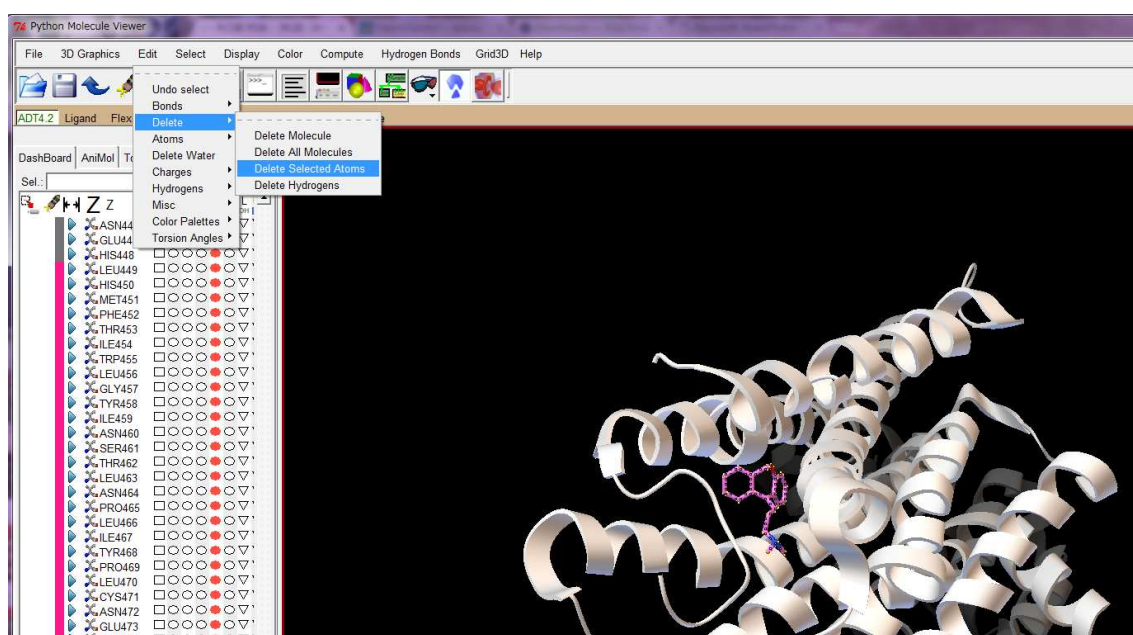 Python Molecule Viewer
File 3D Graphics Edit Select Display Color Compute Hydrogen Bonds Grid3D Help
ADT4.2 Ligand Flex
Undo select
Bonds
Delete
Atoms
Delete Water
Charges
Hydrogens
Misc
Color Palettes
Torsion Angles
Delete Molecule
Delete All Molecules
Delete Selected Atoms
Delete Hydrogens
DashBoard AniMol
Sel.:
Z Z
ASN44
GLU44
HIS448
LEU449
HIS450
MET451
PHE452
THR453
ILE454
TRP455
LEU456
GLY457
TYR458
ILE459
ASN460
SER461
THR462
LEU463
ASN464
PRO465
LEU466
ILE467
TYR468
PRO469
LEU470
CYS471
ASN472
GLU473